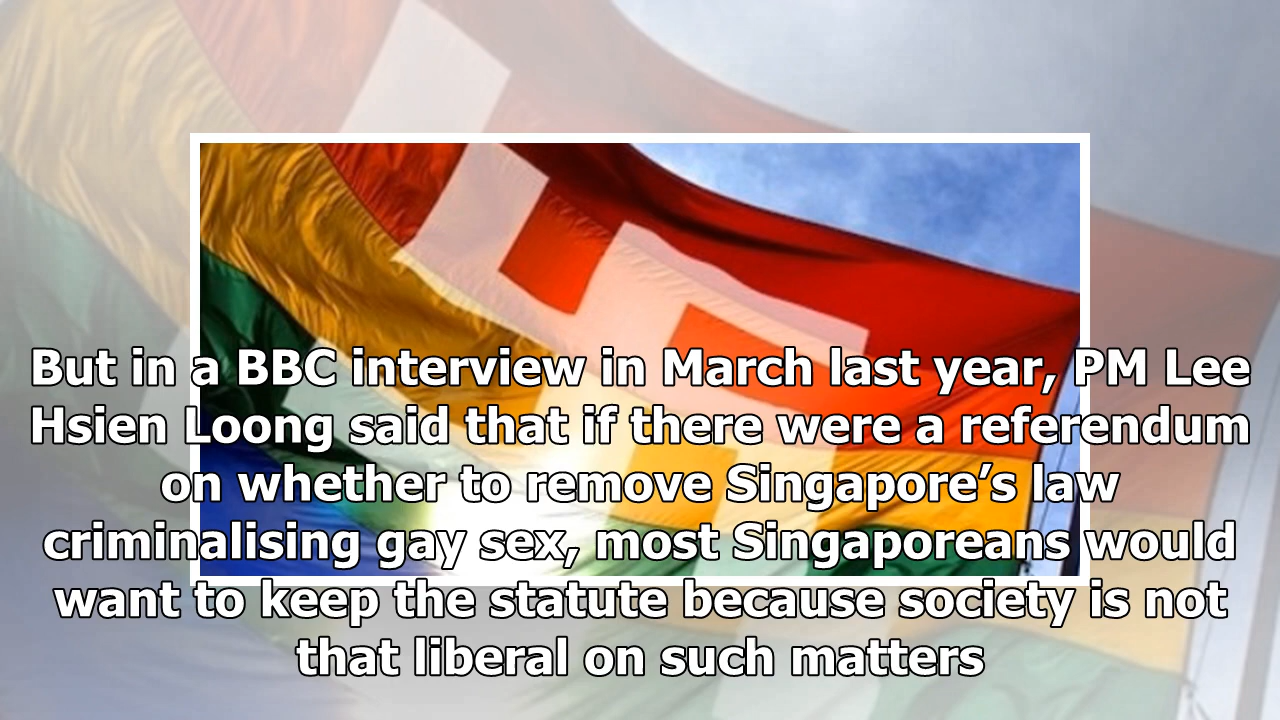 But in a BBC interview in March last year, PM Lee
Hsien Loong said that if there were a referendum
on whether to remove Singapore’s law
criminalising gay sex, most Singaporeans would
want to keep the statute because society is not
that liberal on such matters